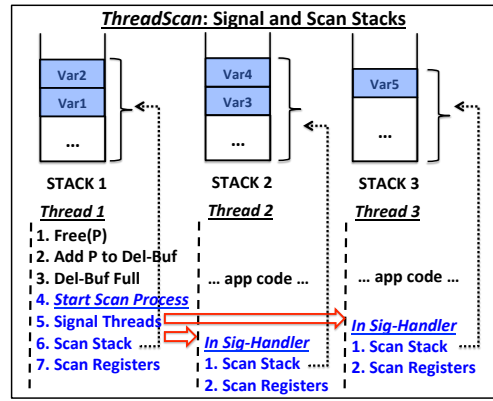 ThreadScan: Signal and Scan Stacks
Var2
Var1
...
STACK 1
Var4
Var3
...
STACK 2
Var5
...
STACK 3
Thread 1
1. Free(P)
2. Add P to Del-Buf
3. Del-Buf Full
4. Start Scan Process
5. Signal Threads
6. Scan Stack
7. Scan Registers
Thread 2
... app code ...
In Sig-Handler
1. Scan Stack
2. Scan Registers
Thread 3
... app code ...
In Sig-Handler
1. Scan Stack
2. Scan Registers